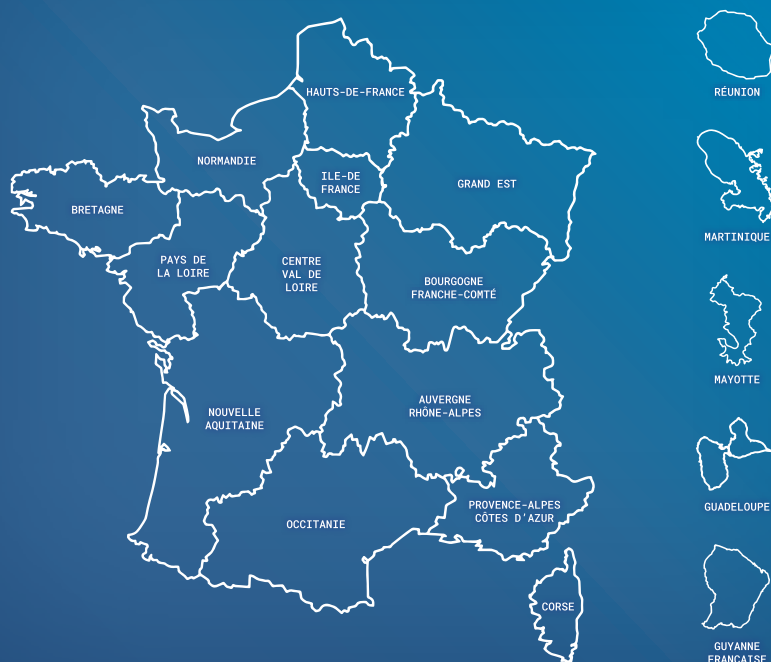 HAUTS-DE-FRANCE
RÉUNION
NORMANDIE
ILE-DE
FRANCE
GRAND EST
BRETAGNE
MARTINIQUE
PAYS DE
LA LOIRE
CENTRE
VAL DE
LOIRE
BOURGOGNE
FRANCHE-COMTÉ
MAYOTTE
AUVERGNE
RHÔNE-ALPES
NOUVELLE
AQUITAINE
GUADELOUPE
PROVENCE-ALPES
CÔTES D'AZUR
OCCITANIE
CORSE
GUYANNE
FRANÇAISE